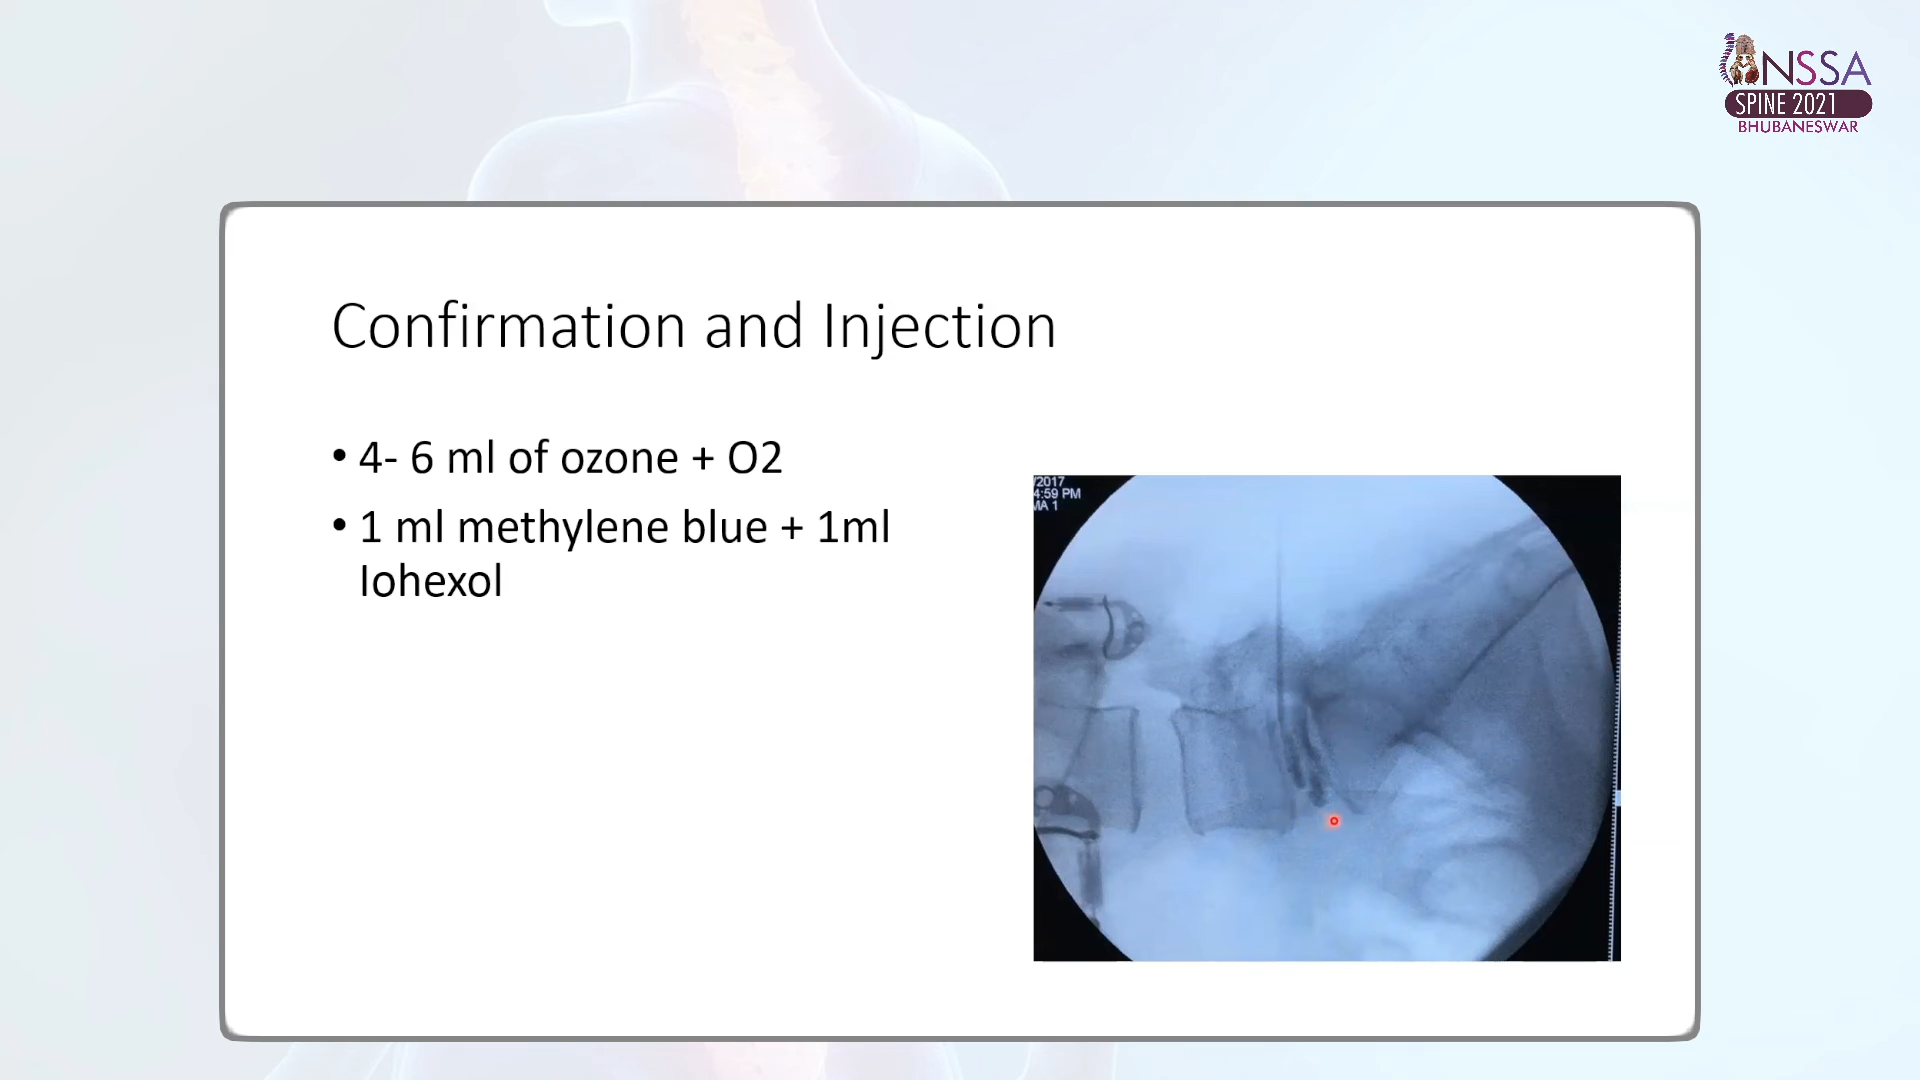 NSSA
SPINE 2021
BHUBANESWAR
Confirmation and Injection
• 4- 6 ml of ozone + O2
• 1 ml methylene blue + 1ml
Iohexol
/2017
4:59 PM
MA 1